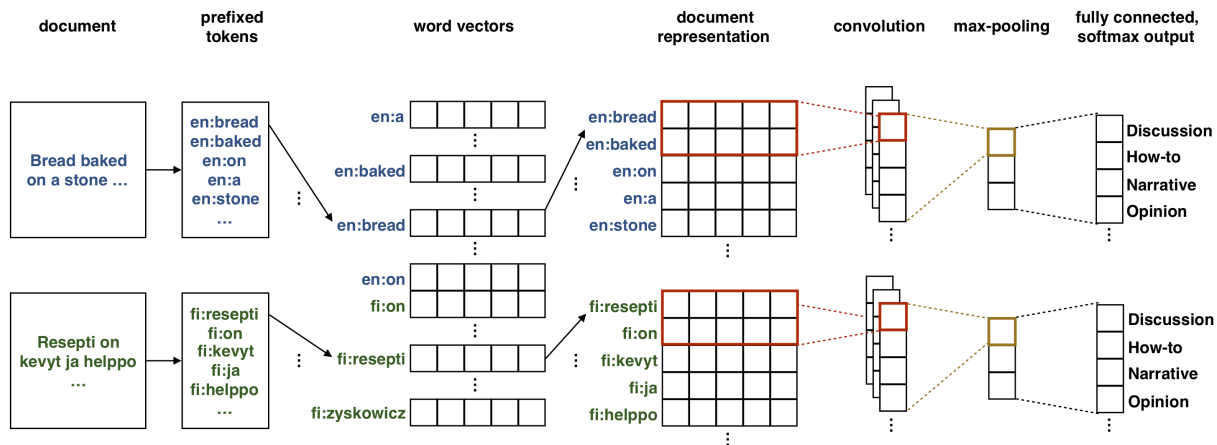 document
prefixed
tokens
word vectors
document
representation
convolution
max-pooling
fully connected,
softmax output
Bread baked
on a stone ...
en:bread
en:baked
en:on
en:a
en:stone
...
...
en:a
...
en:baked
...
en:bread
...
en:on
fi:on
...
fi:resepti
...
fi:zyskowicz
...
en:bread
en:baked
en:on
en:a
en:stone
...
...
Discussion
How-to
Narrative
Opinion
...
Resepti on
kevyt ja helppo
...
fi:resepti
fi:on
fi:kevyt
fi:ja
fi:helppo
...
...
...
fi:resepti
fi:on
fi:kevyt
fi:ja
fi:helppo
...
...
Discussion
How-to
Narrative
Opinion
...